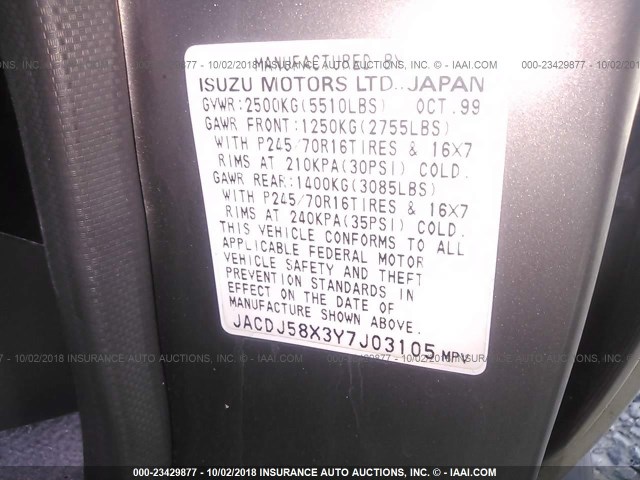 MANUFACTURED BY
ISUZU MOTORS LTD., JAPAN
GVWR:2500KG(5510LBS) OCT.99
GAWR FRONT:1250KG(2755LBS)
WITH P245/70R16TIRES & 16X7
RIMS AT 210KPA(30PSI) COLD.
GAWR REAR:1400KG(3085LBS)
WITH P245/70R16TIRES & 16X7
RIMS AT 240KPA(35PSI) COLD.
THIS VEHICLE CONFORMS TO ALL
APPLICABLE FEDERAL MOTOR
VEHICLE SAFETY AND THEFT
PREVENTION STANDARDS IN
EFFECT ON THE DATE OF
MANUFACTURE SHOWN ABOVE.
JACDJ58X3Y7J03105 MPV
000-23429877 - 10/02/2018 INSURANCE AUTO AUCTIONS, INC. - © IAAI.COM